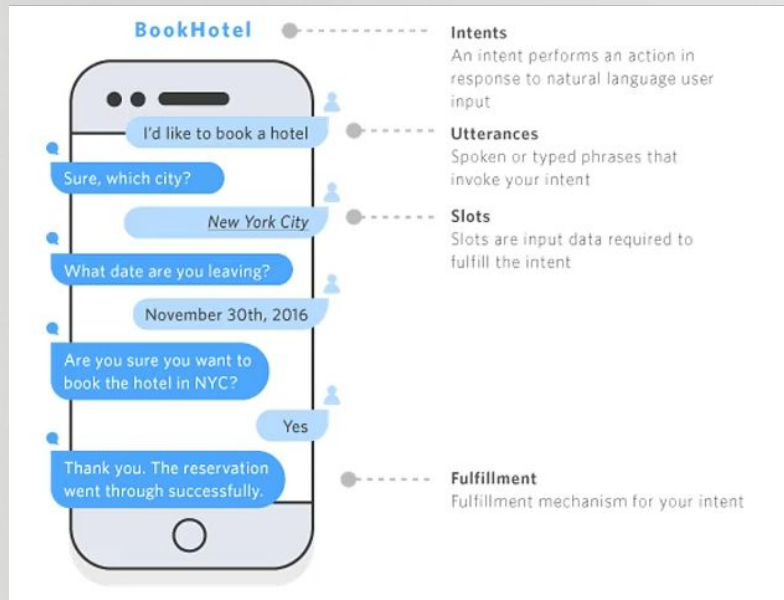 BookHotel
Intents
An intent performs an action in
response to natural language user
input
I'd like to book a hotel
Utterances
Spoken or typed phrases that
invoke your intent
Sure, which city?
New York City
Slots
Slots are input data required to
fulfill the intent
What date are you leaving?
November 30th, 2016
Are you sure you want to
book the hotel in NYC?
Yes
Thank you. The reservation
went through successfully.
Fulfillment
Fulfillment mechanism for your intent